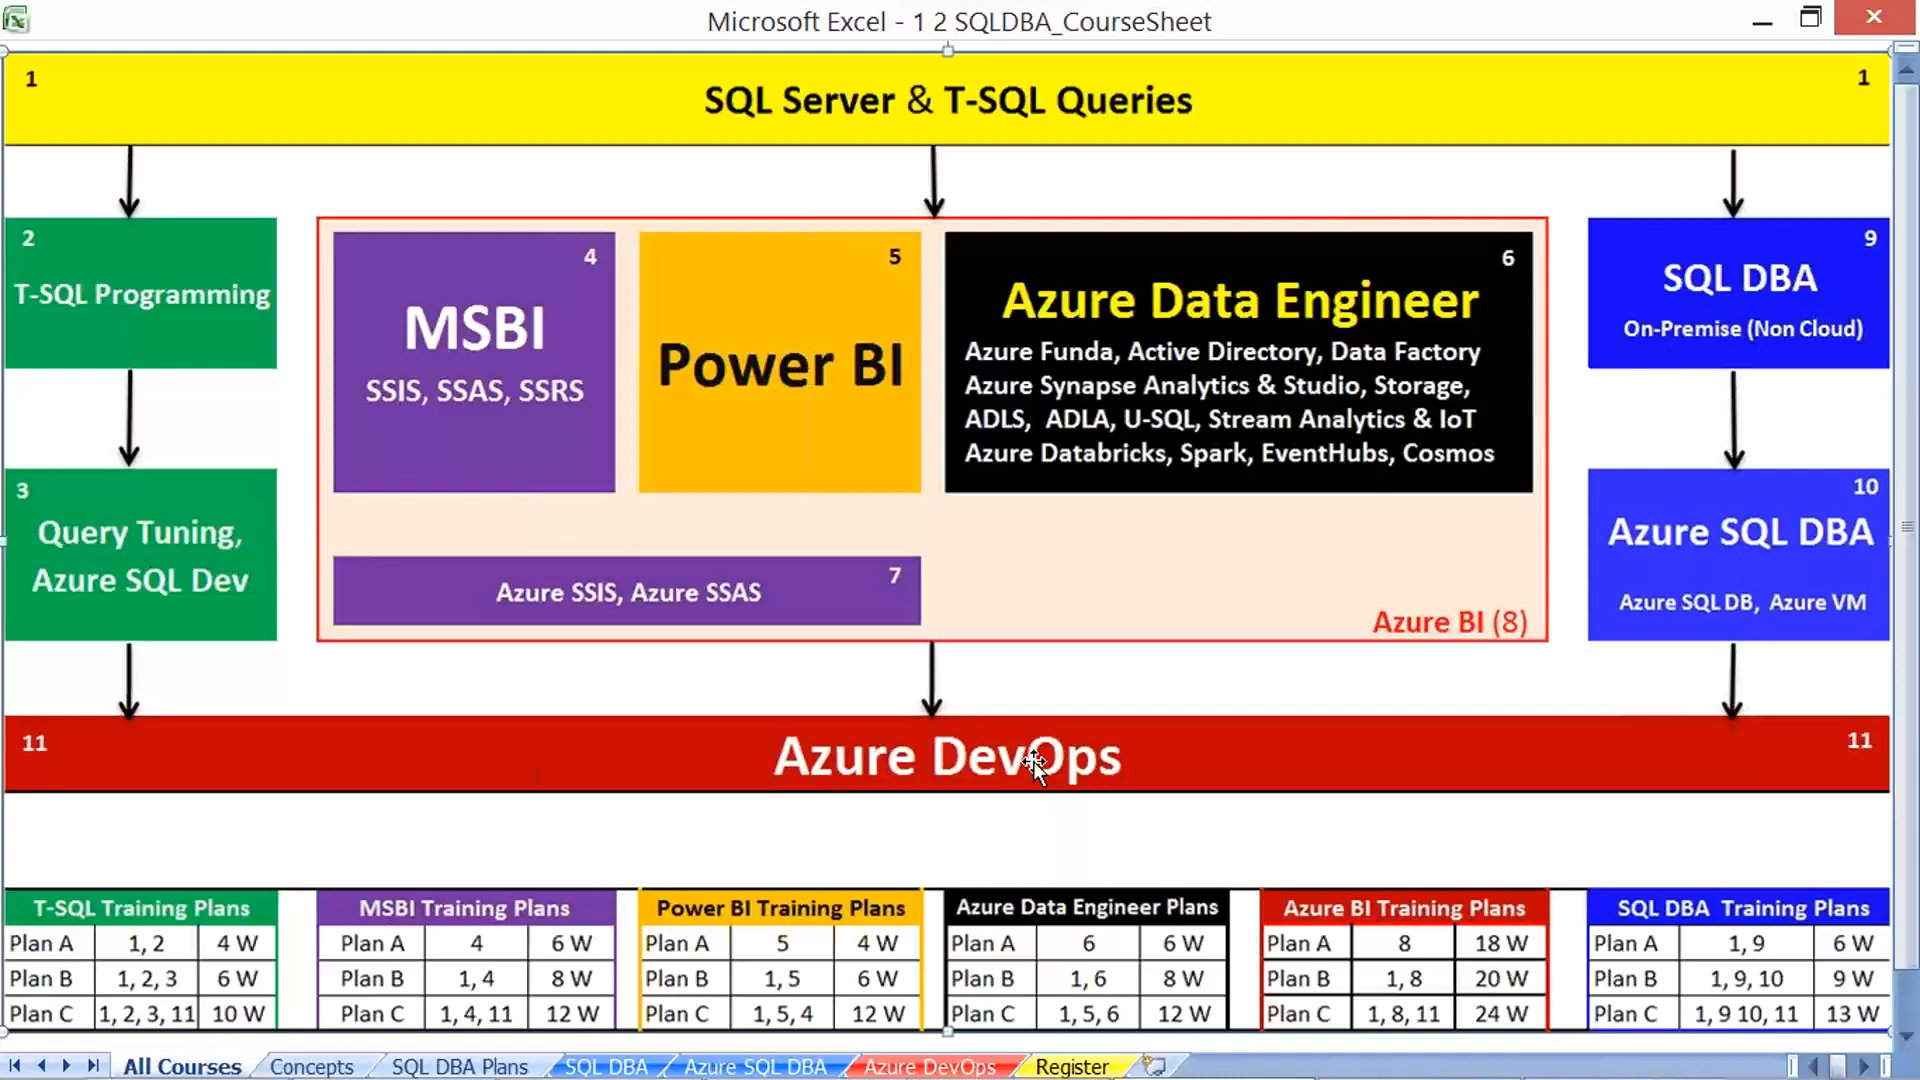 Microsoft Excel - 1 2 SQLDBA_CourseSheet
1
SQL Server & T-SQL Queries
1
2
T-SQL Programming
4
MSBI
SSIS, SSAS, SSRS
5
Power BI
6
Azure Data Engineer
Azure Funda, Active Directory, Data Factory
Azure Synapse Analytics & Studio, Storage,
ADLS, ADLA, U-SQL, Stream Analytics & IoT
Azure Databricks, Spark, EventHubs, Cosmos
9
SQL DBA
On-Premise (Non Cloud)
3
Query Tuning,
Azure SQL Dev
7
Azure SSIS, Azure SSAS
Azure BI (8)
10
Azure SQL DBA
Azure SQL DB, Azure VM
11
Azure DevOps
11
T-SQL Training Plans
Plan A 1, 2 4 W
Plan B 1, 2, 3 6 W
Plan C 1, 2, 3, 11 10 W
MSBI Training Plans
Plan A 4 6 W
Plan B 1, 4 8 W
Plan C 1, 4, 11 12 W
Power BI Training Plans
Plan A 5 4 W
Plan B 1, 5 6 W
Plan C 1, 5, 4 12 W
Azure Data Engineer Plans
Plan A 6 6 W
Plan B 1, 6 8 W
Plan C 1, 5, 6 12 W
Azure BI Training Plans
Plan A 8 18 W
Plan B 1, 8 20 W
Plan C 1, 8, 11 24 W
SQL DBA Training Plans
Plan A 1, 9 6 W
Plan B 1, 9, 10 9 W
Plan C 1, 9 10, 11 13 W
All Courses Concepts SQL DBA Plans SQL DBA Azure SQL DBA Azure DevOps Register